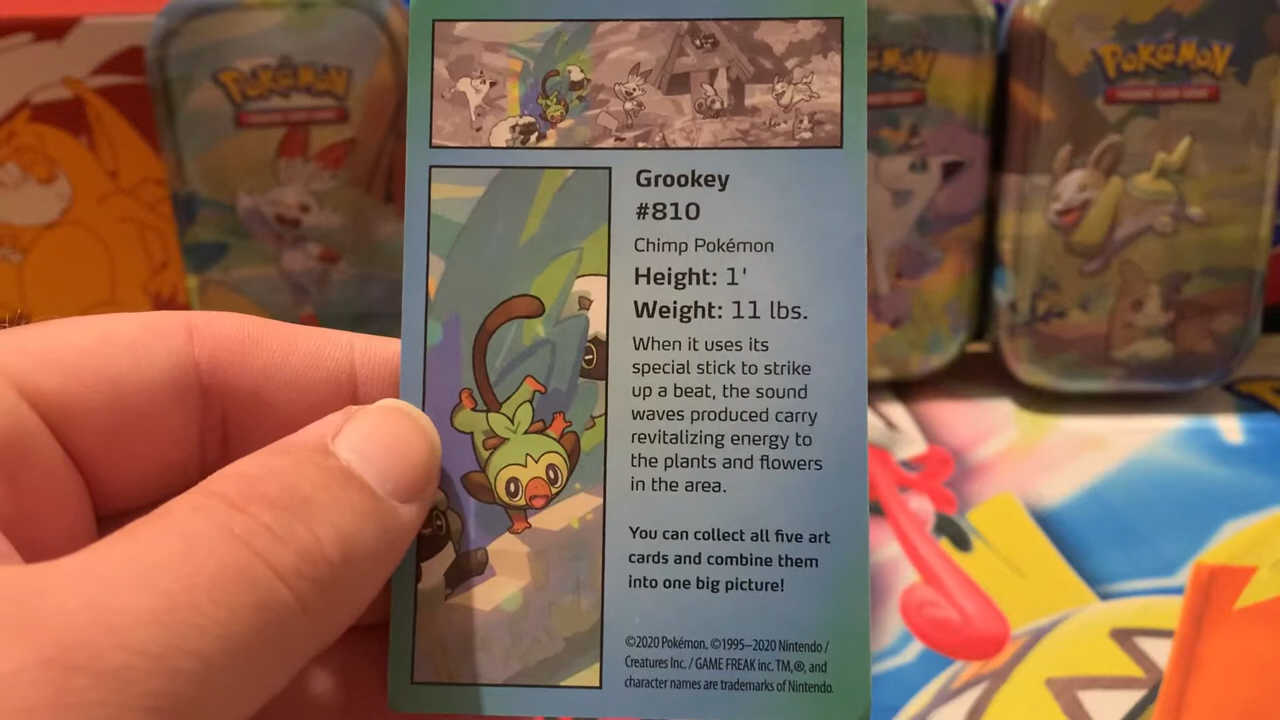 POKéMON
POKéMON
Grookey
#810
Chimp Pokémon
Height: 1'
Weight: 11 lbs.
When it uses its
special stick to strike
up a beat, the sound
waves produced carry
revitalizing energy to
the plants and flowers
in the area.
You can collect all five art
cards and combine them
into one big picture!
©2020 Pokémon. ©1995–2020 Nintendo /
Creatures Inc. / GAME FREAK inc. TM,®, and
character names are trademarks of Nintendo.